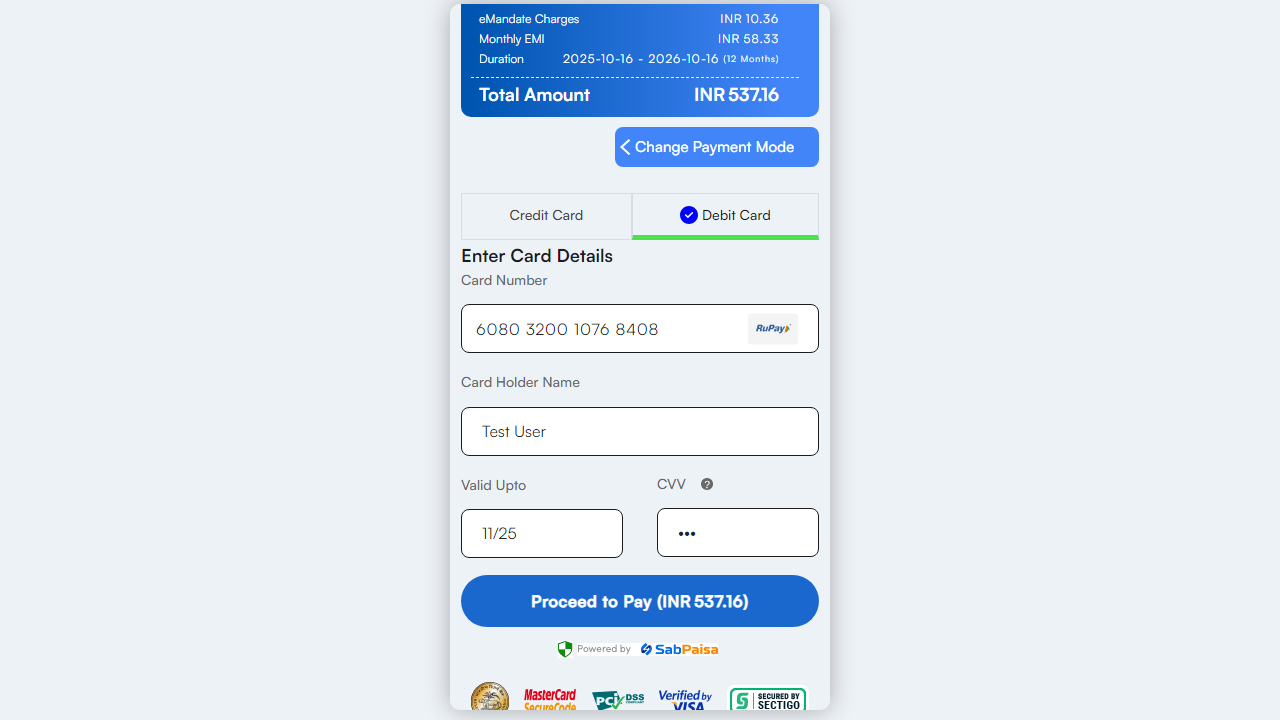 eMandate Charges INR 10.36
Monthly EMI INR 58.33
Duration 2025-10-16 - 2026-10-16 (12 Months)
Total Amount INR 537.16
Change Payment Mode
Credit Card Debit Card
Enter Card Details
Card Number
6080 3200 1076 8408 RuPay
Card Holder Name
Test User
Valid Upto CVV ?
11/25 •••
Proceed to Pay (INR 537.16)
Powered by SabPaisa
MasterCard PCI DSS Verified by SECURED BY
SecureCode COMPLIANT VISA SECTIGO